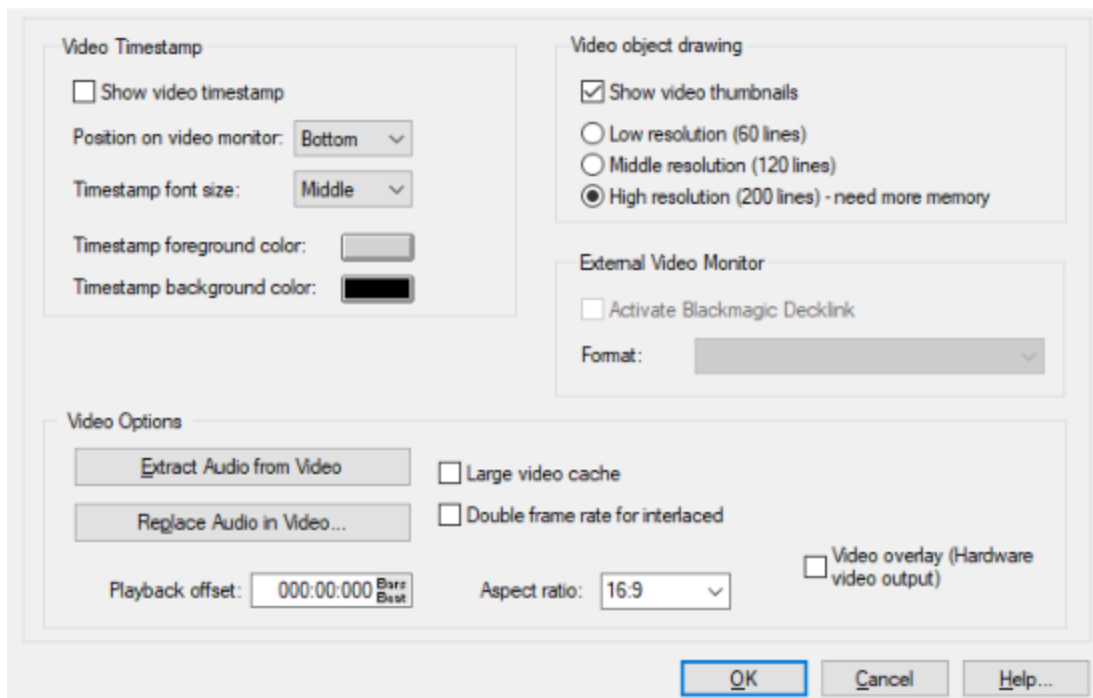 Video Timestamp
Show video timestamp
Position on video monitor: Bottom
Timestamp font size: Middle
Timestamp foreground color:
Timestamp background color:
Video object drawing
Show video thumbnails
Low resolution (60 lines)
Middle resolution (120 lines)
High resolution (200 lines) - need more memory
External Video Monitor
Activate Blackmagic Decklink
Format:
Video Options
Extract Audio from Video
Replace Audio in Video...
Large video cache
Double frame rate for interlaced
Video overlay (Hardware
video output)
Playback offset: 000:00:000 Bars
Beat
Aspect ratio: 16:9
OK Cancel Help...